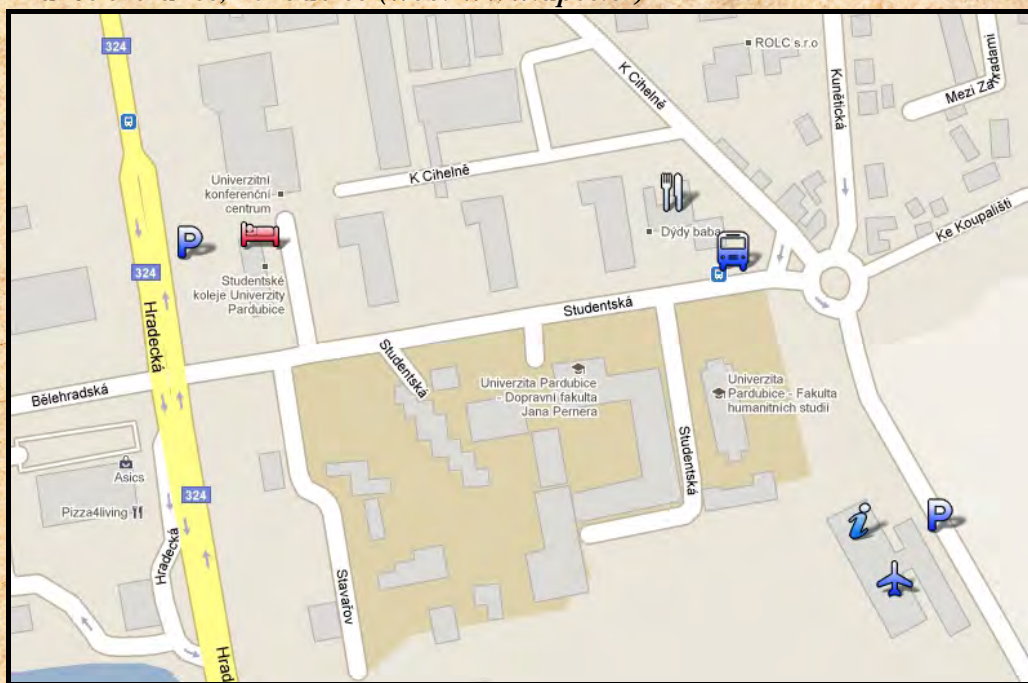 324
ROLC s.r.o
K Cihelně
Kunětická
Mezi Zahradami
K Cihelně
Univerzitní
konferenční
centrum
P
Dýdy baba
Ke Koupališti
324
Studentské
koleje Univerzity
Pardubice
Hradecká
Studentská
Studentská
Bělehradská
Univerzita Pardubice
- Dopravní fakulta
Jana Pernera
Univerzita
Pardubice - Fakulta
humanitních studií
Studentská
Asics
324
Pizza4living
Hradecká
i
P
Stavařov
Hrad